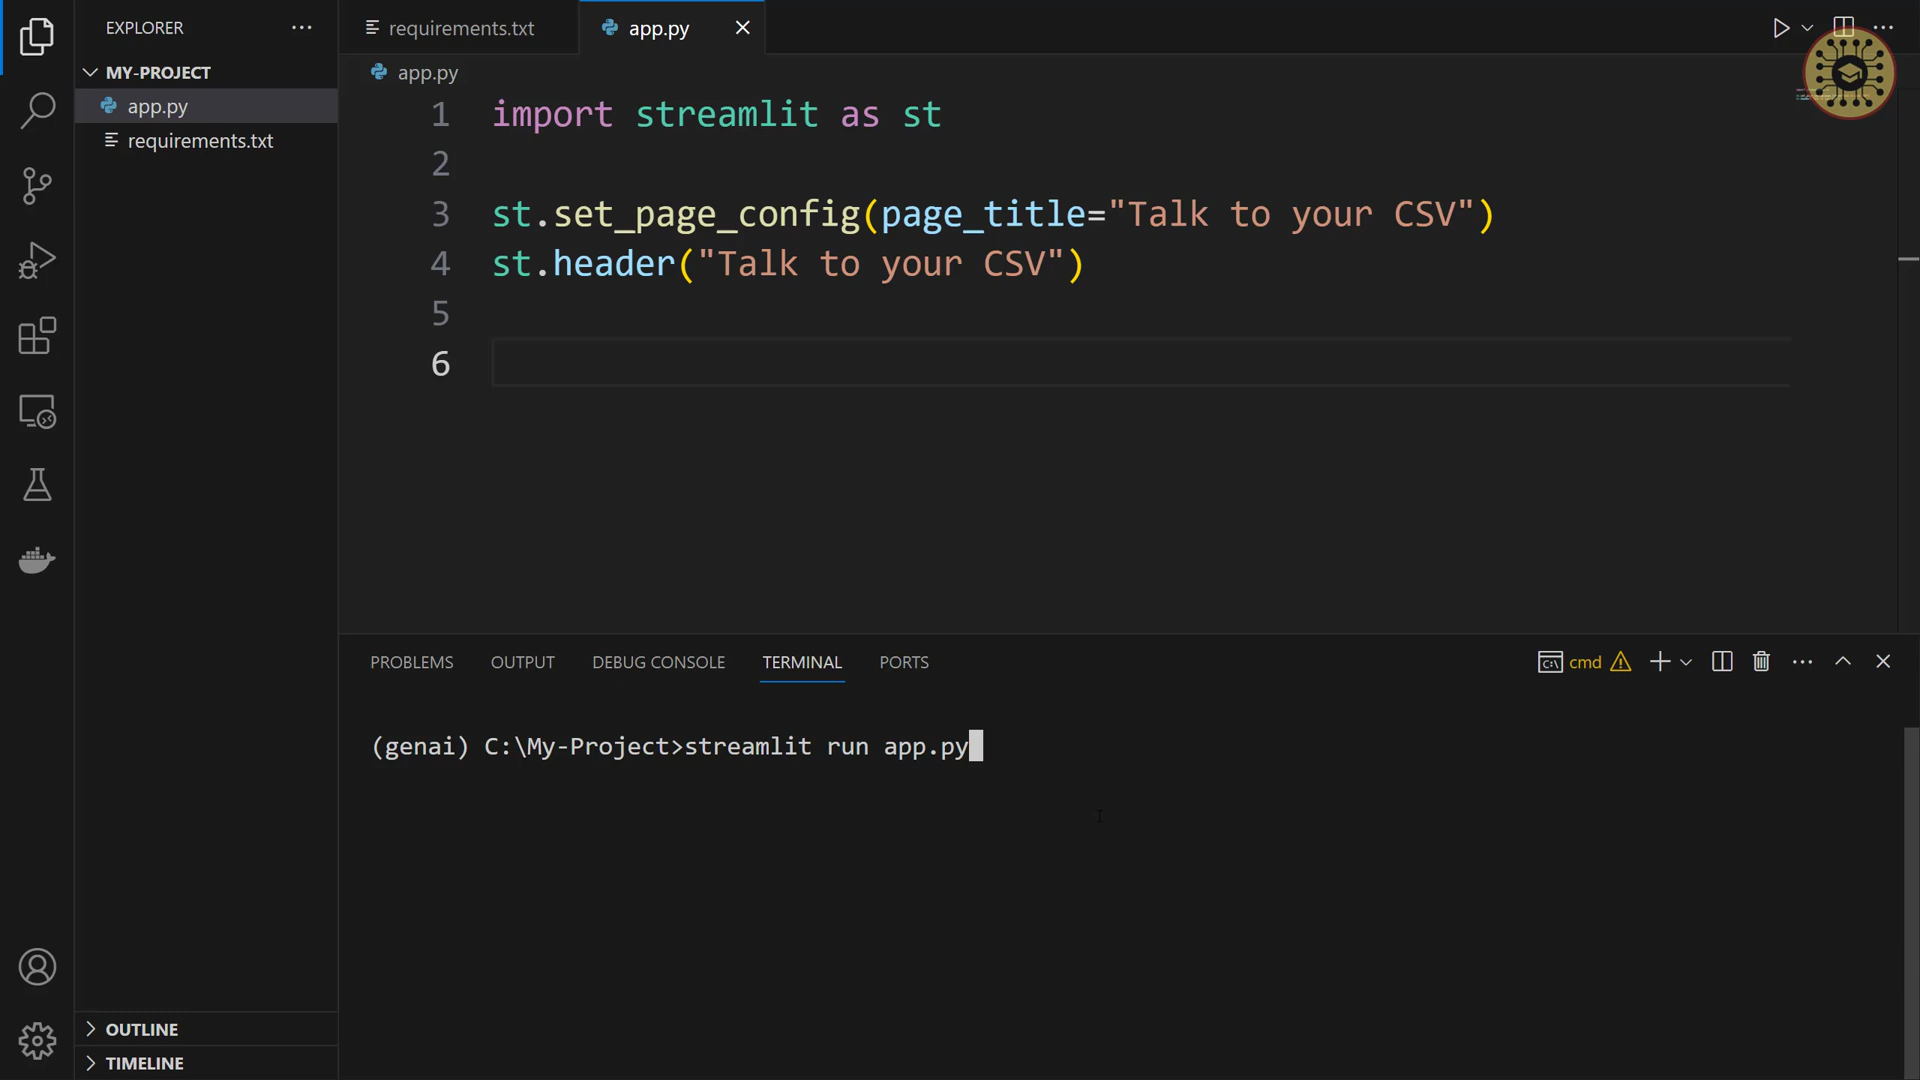 EXPLORER
MY-PROJECT
app.py
requirements.txt
OUTLINE
TIMELINE
requirements.txt
app.py
app.py
1 import streamlit as st
2
3 st.set_page_config(page_title="Talk to your CSV")
4 st.header("Talk to your CSV")
5
6
PROBLEMS OUTPUT DEBUG CONSOLE TERMINAL PORTS
cmd
(genai) C:\My-Project>streamlit run app.py